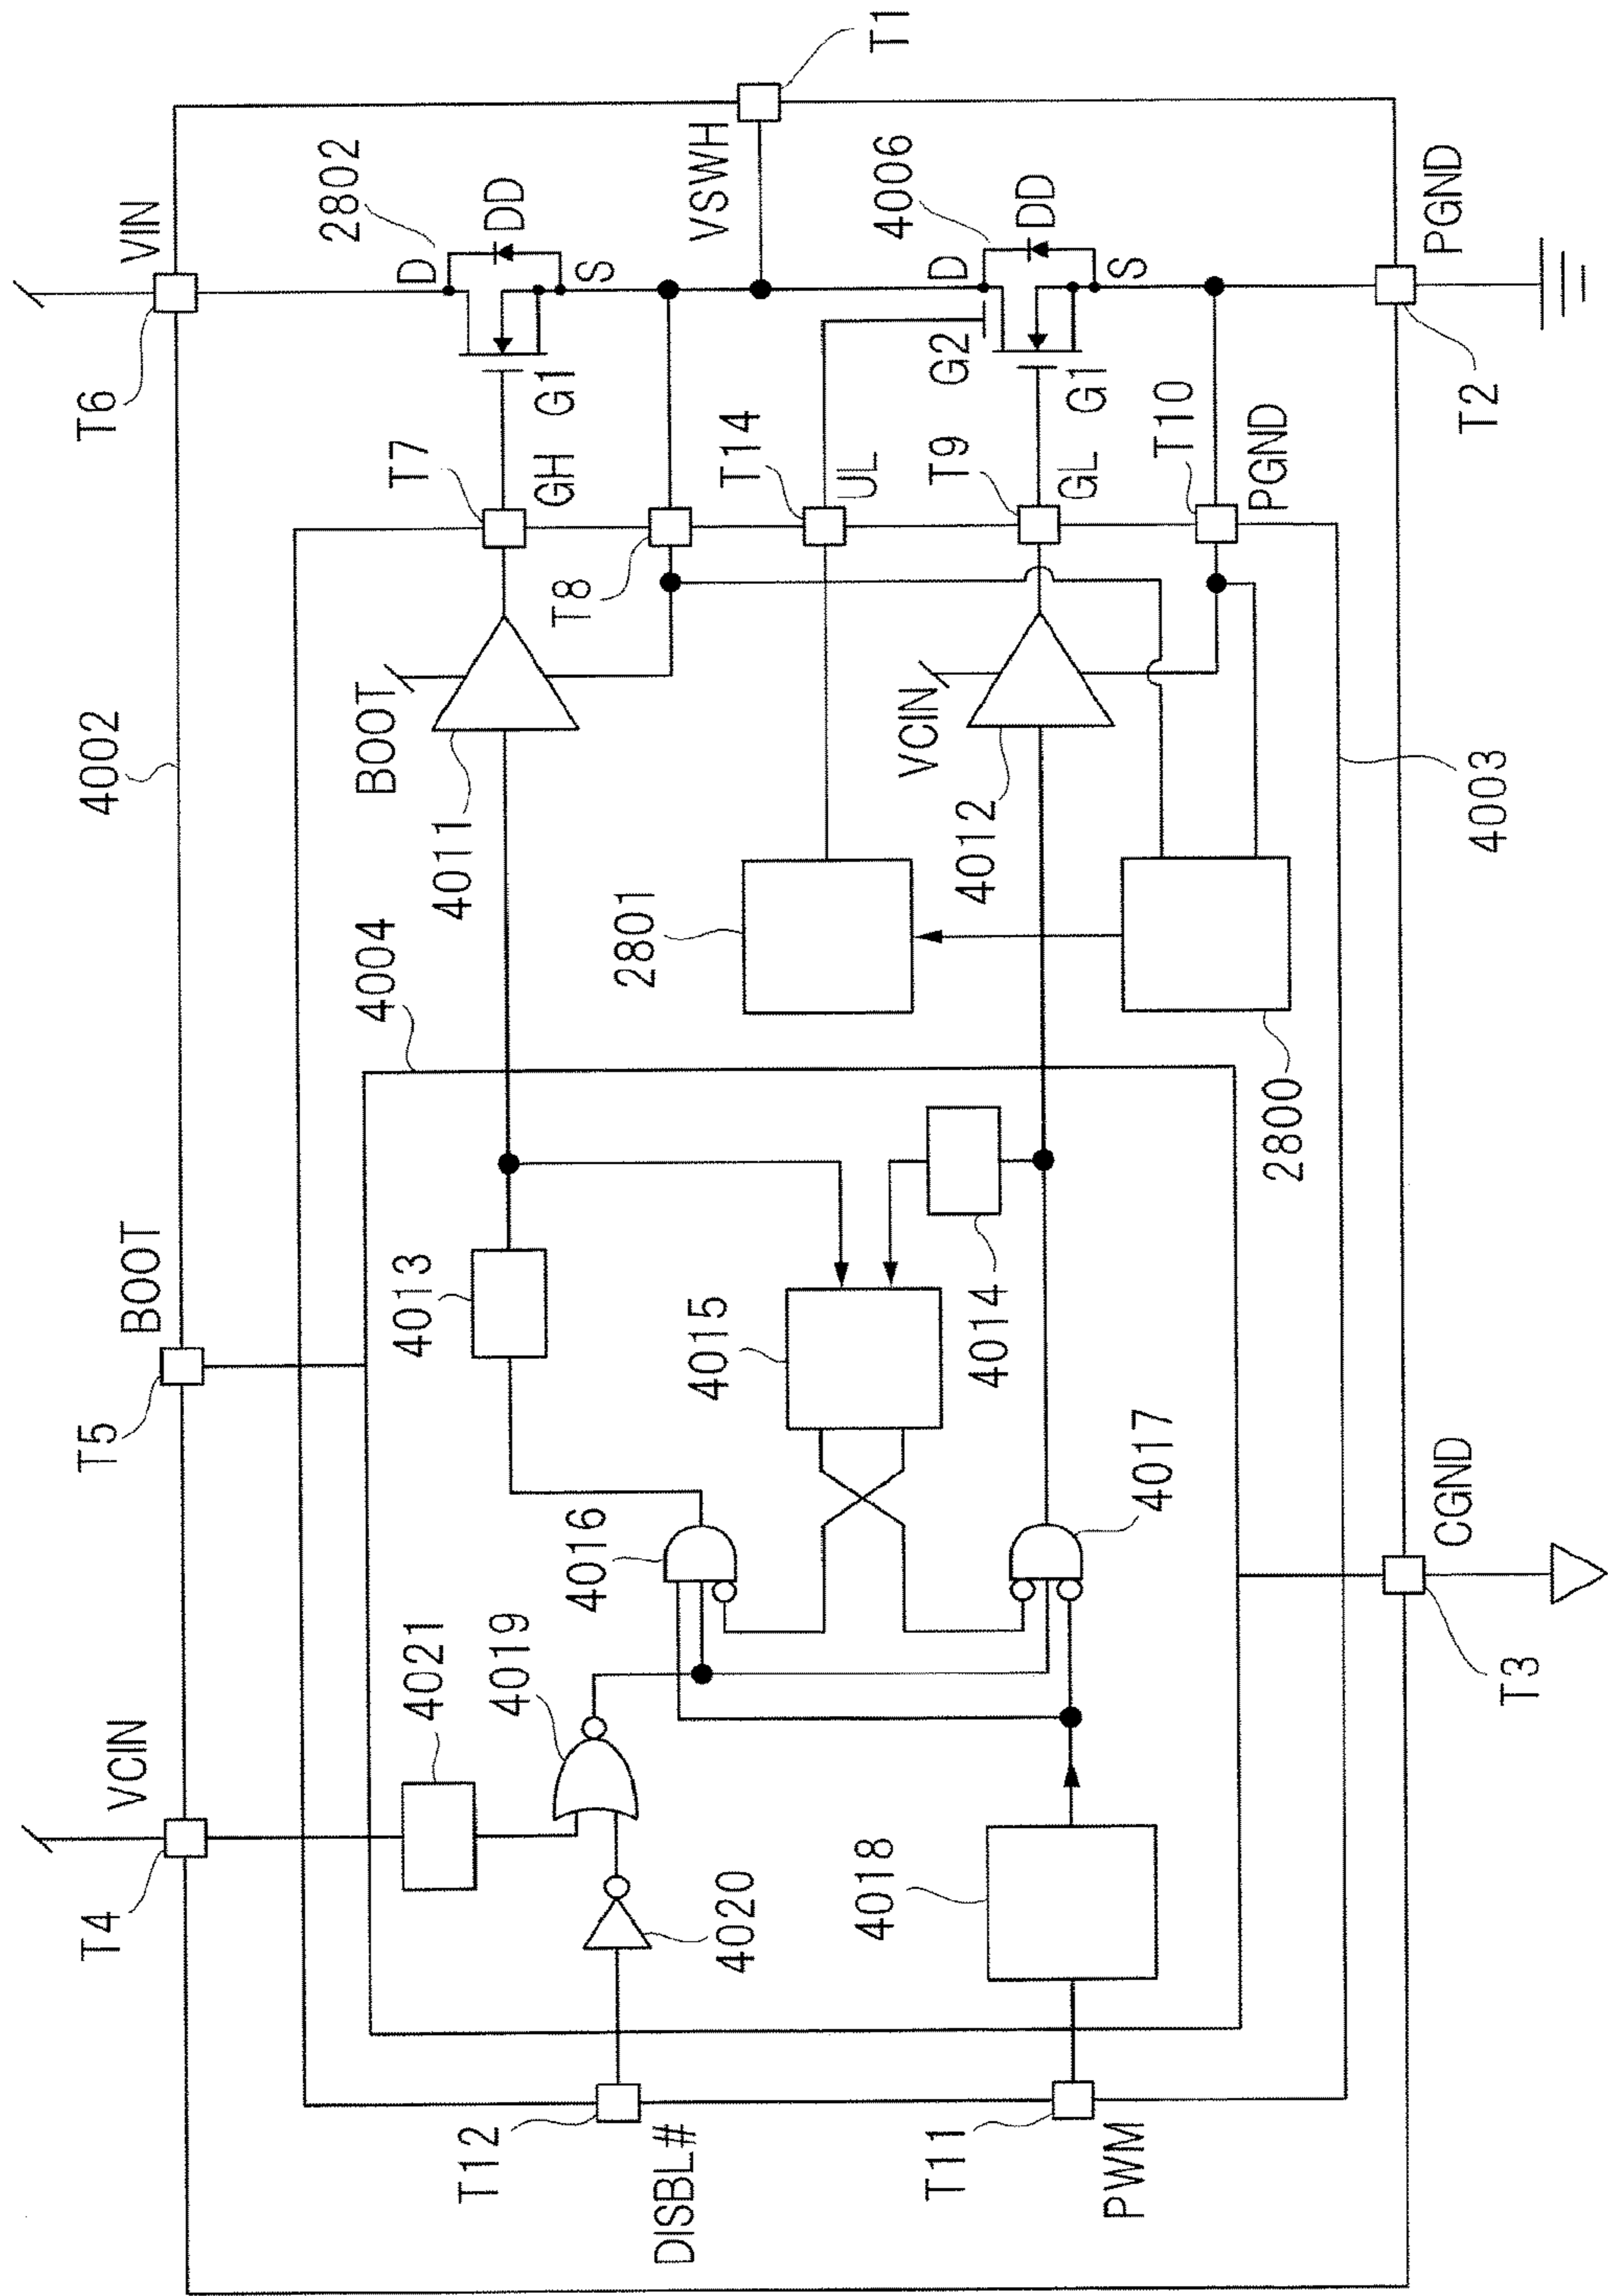 VCIN
BOOT
VIN
T4
T5
4002
T6
4021
4019
4013
4004
BOOT
T7
2802
D
DD
4011
GH
G1
S
T12
DISBL#
4020
4016
4015
2801
T8
T14
UL
VSWH
T1
4018
4014
4012
VCIN
T9
GL
G2
D
4006
DD
G1
S
T11
PWM
4017
2800
T10
PGND
4003
T3
CGND
T2
PGND